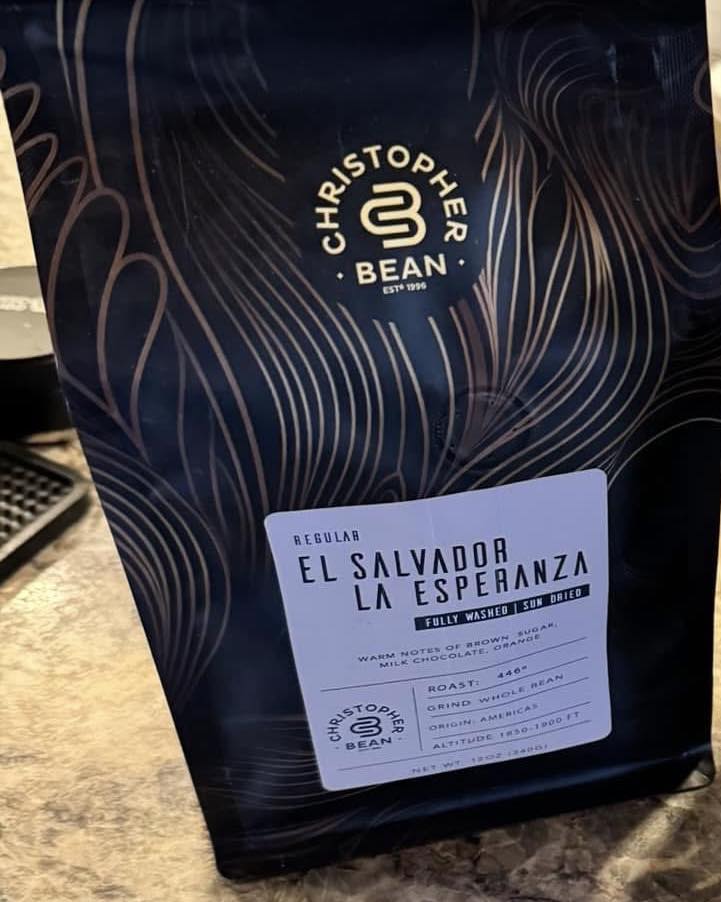 CHRISTOPHER
BEAN
ESTD 1996
REGULAR
EL SALVADOR
LA ESPERANZA
FULLY WASHED | SUN DRIED
WARM NOTES OF BROWN SUGAR,
MILK CHOCOLATE, ORANGE
ROAST: 446°
GRIND WHOLE BEAN
ORIGIN: AMERICAS
ALTITUDE 1850-1900 FT
CHRISTOPHER
BEAN
NET WT. 12OZ (340G)